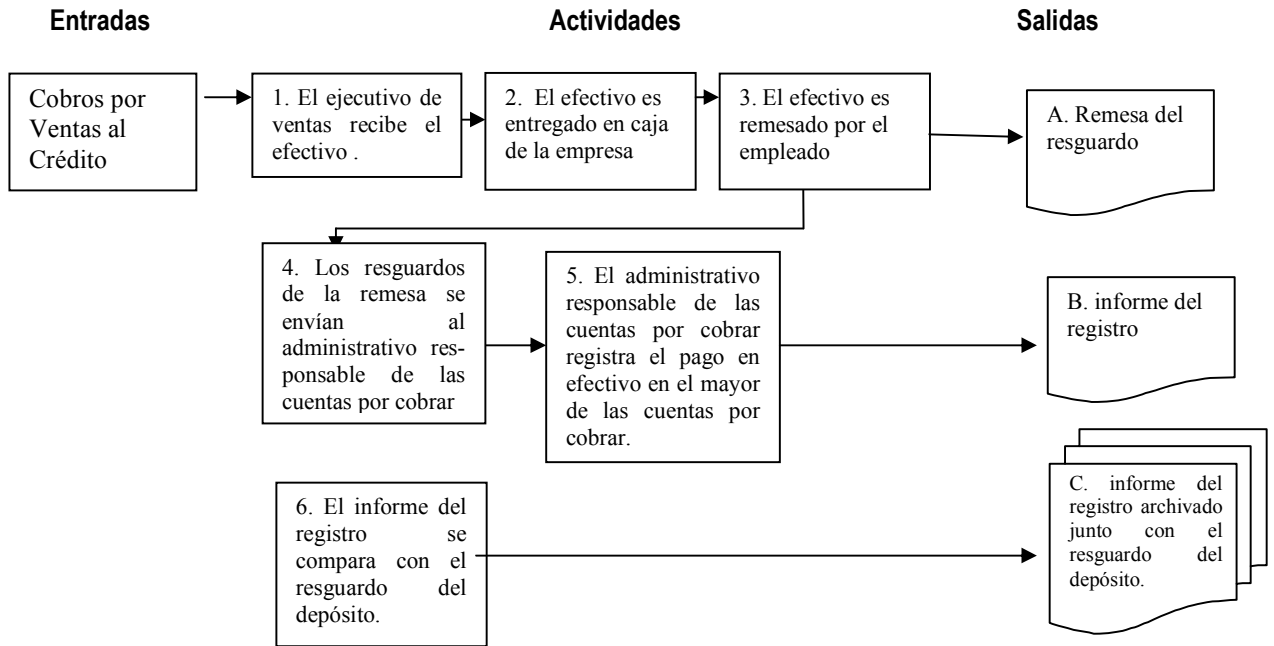 Entradas
Actividades
Salidas
Cobros por
Ventas al
Crédito
1. El ejecutivo de
ventas recibe el
efectivo .
2. El efectivo es
entregado en caja
de la empresa
3. El efectivo es
remesado por el
empleado
A. Remesa del
resguardo
4. Los resguardos
de la remesa se
envían al
administrativo res-
ponsable de las
cuentas por cobrar
5. El administrativo
responsable de las
cuentas por cobrar
registra el pago en
efectivo en el mayor
de las cuentas por
cobrar.
B. informe del
registro
6. El informe del
registro se
compara con el
resguardo del
depósito.
C. informe del
registro archivado
junto con el
resguardo del
depósito.